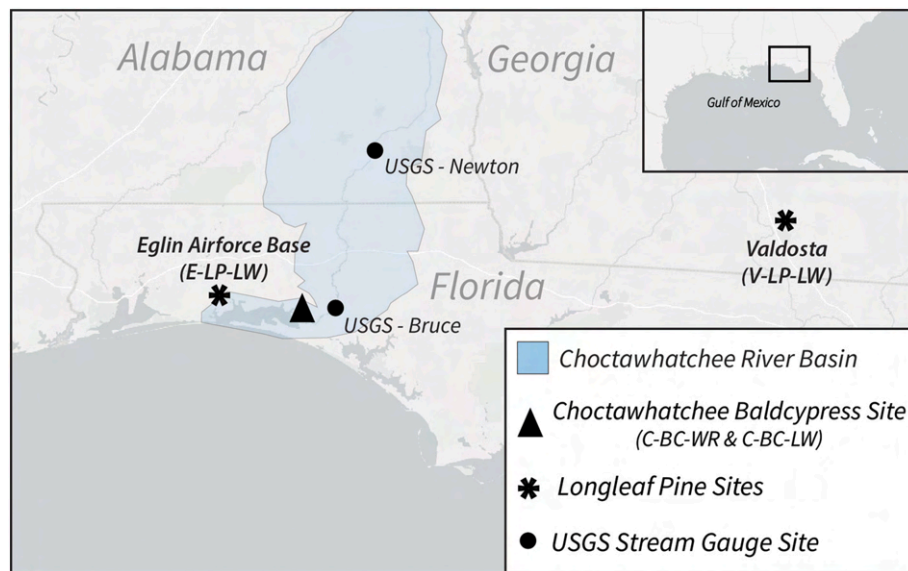 Alabama
Georgia
Gulf of Mexico
USGS - Newton
Eglin Airforce Base
(E-LP-LW)
Valdosta
(V-LP-LW)
Florida
USGS - Bruce
Choctawhatchee River Basin
Choctawhatchee Baldcypress Site
(C-BC-WR & C-BC-LW)
Longleaf Pine Sites
USGS Stream Gauge Site